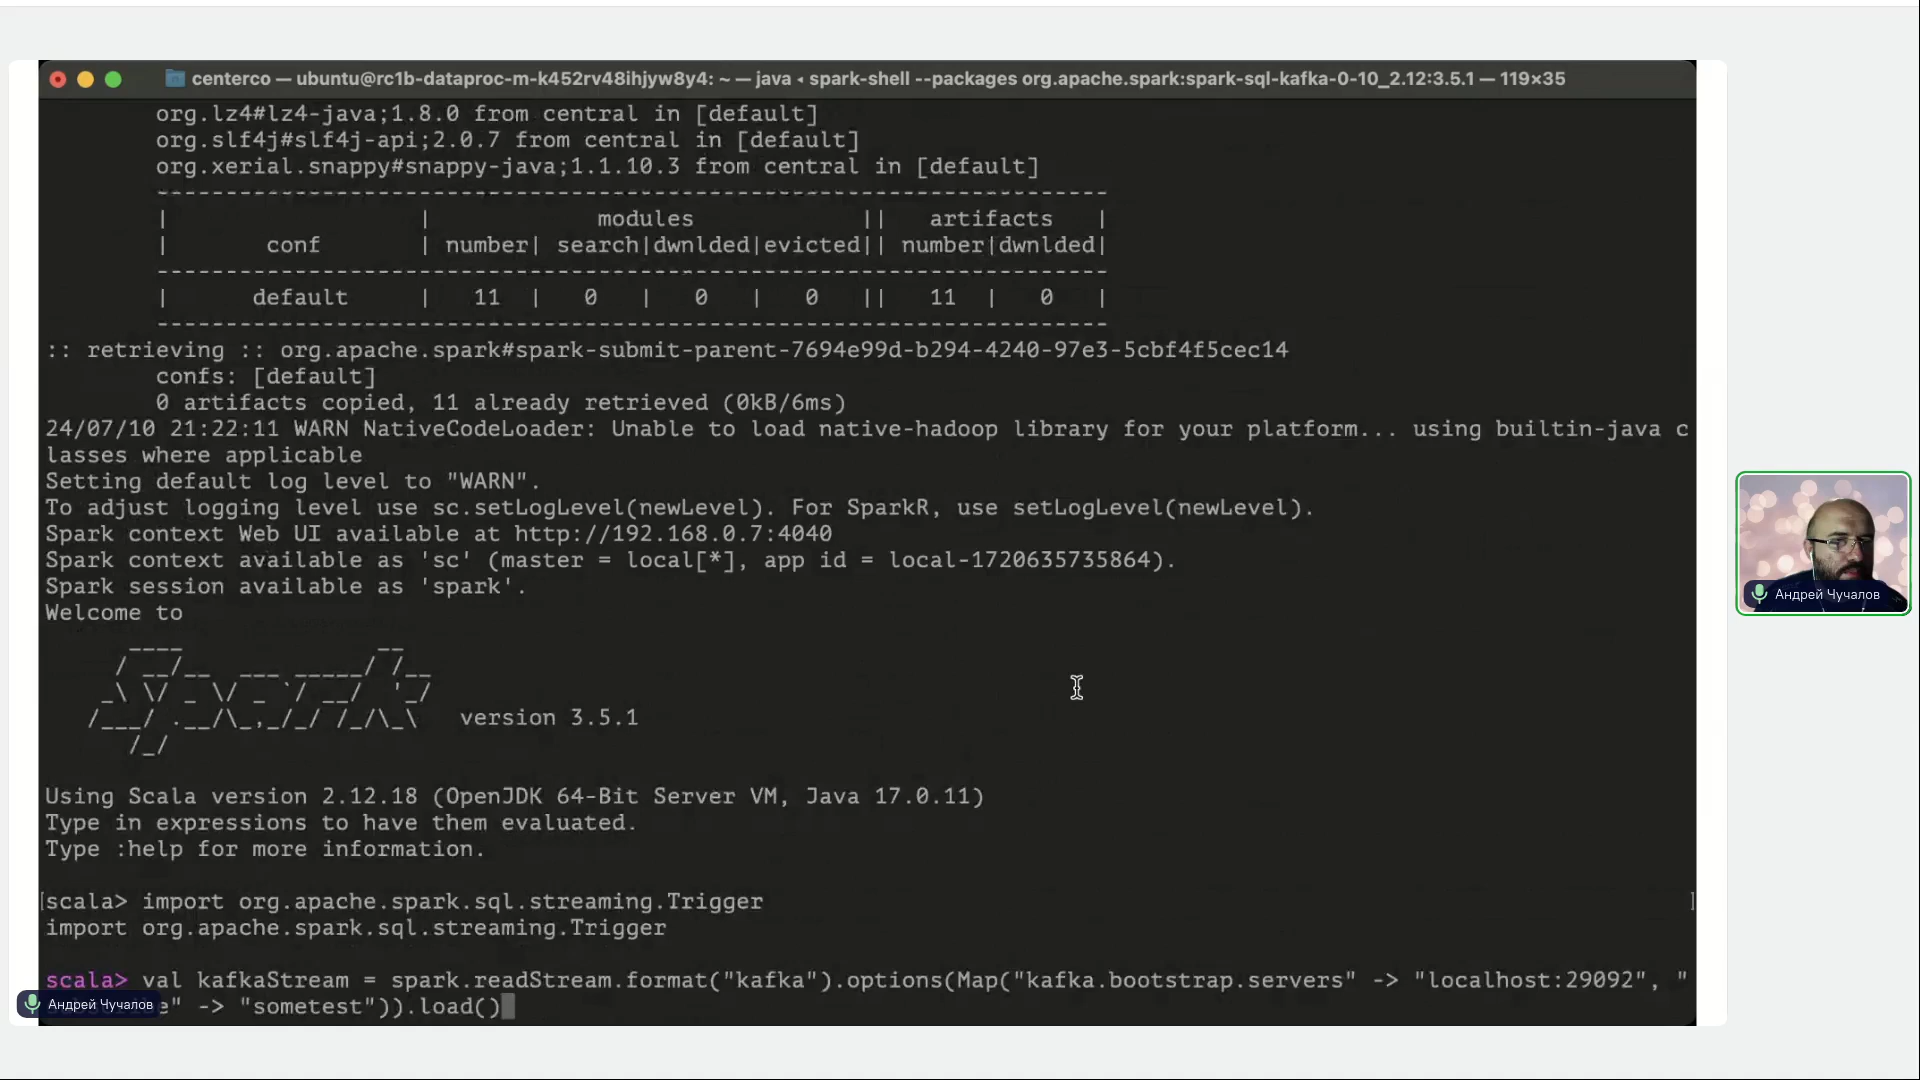 centerco — ubuntu@rc1b-dataproc-m-k452rv48ihjyw8y4: ~ — java ◂ spark-shell --packages org.apache.spark:spark-sql-kafka-0-10_2.12:3.5.1 — 119×35
org.lz4#lz4-java;1.8.0 from central in [default]
org.slf4j#slf4j-api;2.0.7 from central in [default]
org.xerial.snappy#snappy-java;1.1.10.3 from central in [default]
---------------------------------------------------------------------
|                  |            modules            ||   artifacts   |
|       conf       | number| search|dwnlded|evicted|| number|dwnlded|
---------------------------------------------------------------------
|      default     |   11  |   0   |   0   |   0   ||   11  |   0   |
---------------------------------------------------------------------
:: retrieving :: org.apache.spark#spark-submit-parent-7694e99d-b294-4240-97e3-5cbf4f5cec14
confs: [default]
0 artifacts copied, 11 already retrieved (0kB/6ms)
24/07/10 21:22:11 WARN NativeCodeLoader: Unable to load native-hadoop library for your platform... using builtin-java c
lasses where applicable
Setting default log level to "WARN".
To adjust logging level use sc.setLogLevel(newLevel). For SparkR, use setLogLevel(newLevel).
Spark context Web UI available at http://192.168.0.7:4040
Spark context available as 'sc' (master = local[*], app id = local-1720635735864).
Spark session available as 'spark'.
Welcome to
      ____              __
     / __/__  ___ _____/ /__
    _\ \/ _ \/ _ `/ __/  '_/
   /___/ .__/\_,_/_/ /_/\_\   version 3.5.1
      /_/
Using Scala version 2.12.18 (OpenJDK 64-Bit Server VM, Java 17.0.11)
Type in expressions to have them evaluated.
Type :help for more information.
[scala> import org.apache.spark.sql.streaming.Trigger ]
import org.apache.spark.sql.streaming.Trigger
scala> val kafkaStream = spark.readStream.format("kafka").options(Map("kafka.bootstrap.servers" -> "localhost:29092", "
e" -> "sometest")).load()
Андрей Чучалов
Андрей Чучалов